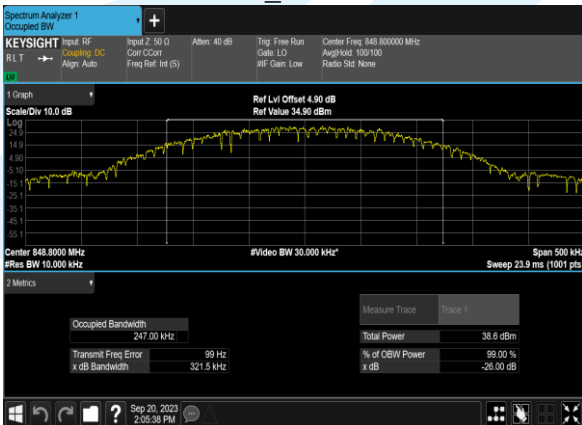 Spectrum Analyzer 1
Occupied BW
+
KEYSIGHT Input: RF Input Z: 50 Ω Atten: 40 dB Trig: Free Run Center Freq: 848.800000 MHz
RLT Coupling: DC Corr CCorr Gate: LO Avg|Hold: 100/100
Align: Auto Freq Ref: Int (S) #IF Gain: Low Radio Std: None
LW
1 Graph
Ref Lvl Offset 4.90 dB
Scale/Div 10.0 dB Ref Value 34.90 dBm
Log
24.9
14.9
4.90
-5.10
-15.1
-25.1
-35.1
-45.1
-55.1
Center 848.8000 MHz #Video BW 30.000 kHz* Span 500 kHz
#Res BW 10.000 kHz Sweep 23.9 ms (1001 pts
2 Metrics
Measure Trace Trace 1
Occupied Bandwidth
247.00 kHz Total Power 38.6 dBm
Transmit Freq Error 99 Hz % of OBW Power 99.00 %
x dB Bandwidth 321.5 kHz x dB -26.00 dB
? Sep 20, 2023
2:05:38 PM